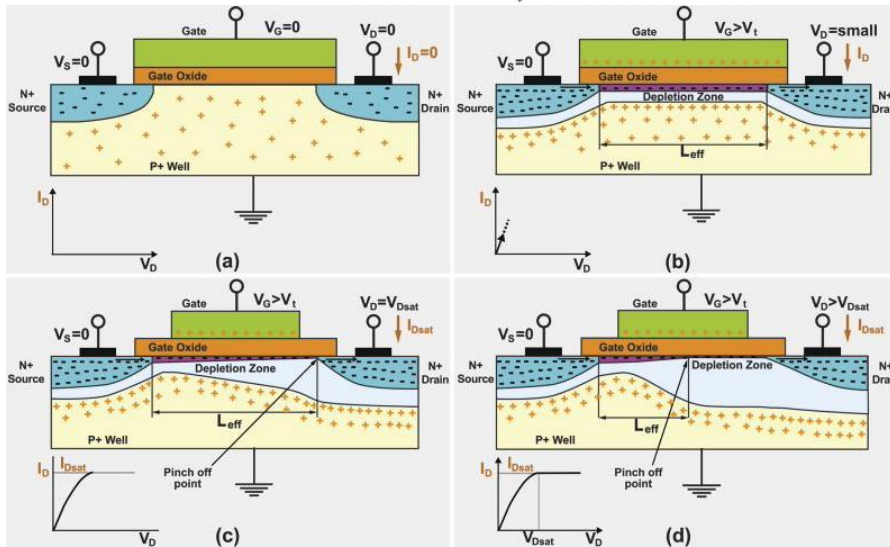 Gate
V_G=0
V_D=0
V_S=0
I_D=0
Gate Oxide
N+
Source
N+
Drain
P+ Well
I_D
V_D
(a)
Gate
V_G>V_t
V_D=small
V_S=0
I_D
Gate Oxide
N+
Source
Depletion Zone
N+
Drain
L_eff
P+ Well
I_D
V_D
(b)
Gate
V_G>V_t
V_D=V_Dsat
V_S=0
I_Dsat
Gate Oxide
N+
Source
Depletion Zone
N+
Drain
L_eff
P+ Well
Pinch off
point
I_D
I_Dsat
V_D
(c)
Gate
V_G>V_t
V_D>V_Dsat
V_S=0
I_Dsat
Gate Oxide
N+
Source
Depletion Zone
N+
Drain
L_eff
P+ Well
Pinch off
point
I_D
I_Dsat
V_Dsat
V_D
(d)